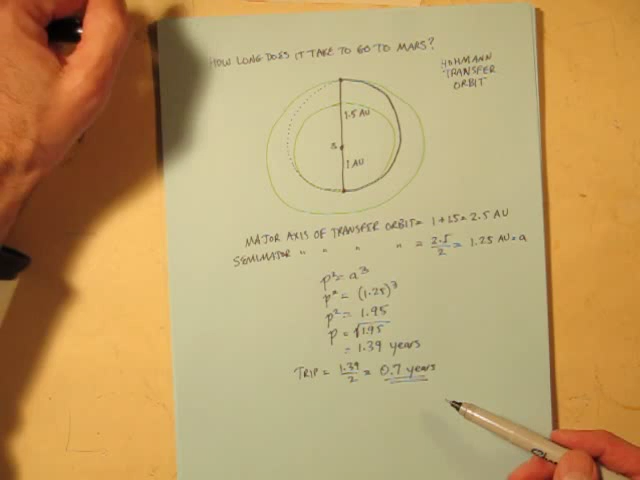 HOW LONG DOES IT TAKE TO GO TO MARS?
HOHMANN
TRANSFER
ORBIT
1.5 AU
S
1 AU
MAJOR AXIS OF TRANSFER ORBIT = 1 + 1.5 = 2.5 AU
SEMIMAJOR " " " " = 2.5/2 = 1.25 AU = a
p² = a³
p² = (1.25)³
p² = 1.95
p = √1.95
= 1.39 years
TRIP = 1.39/2 = 0.7 years